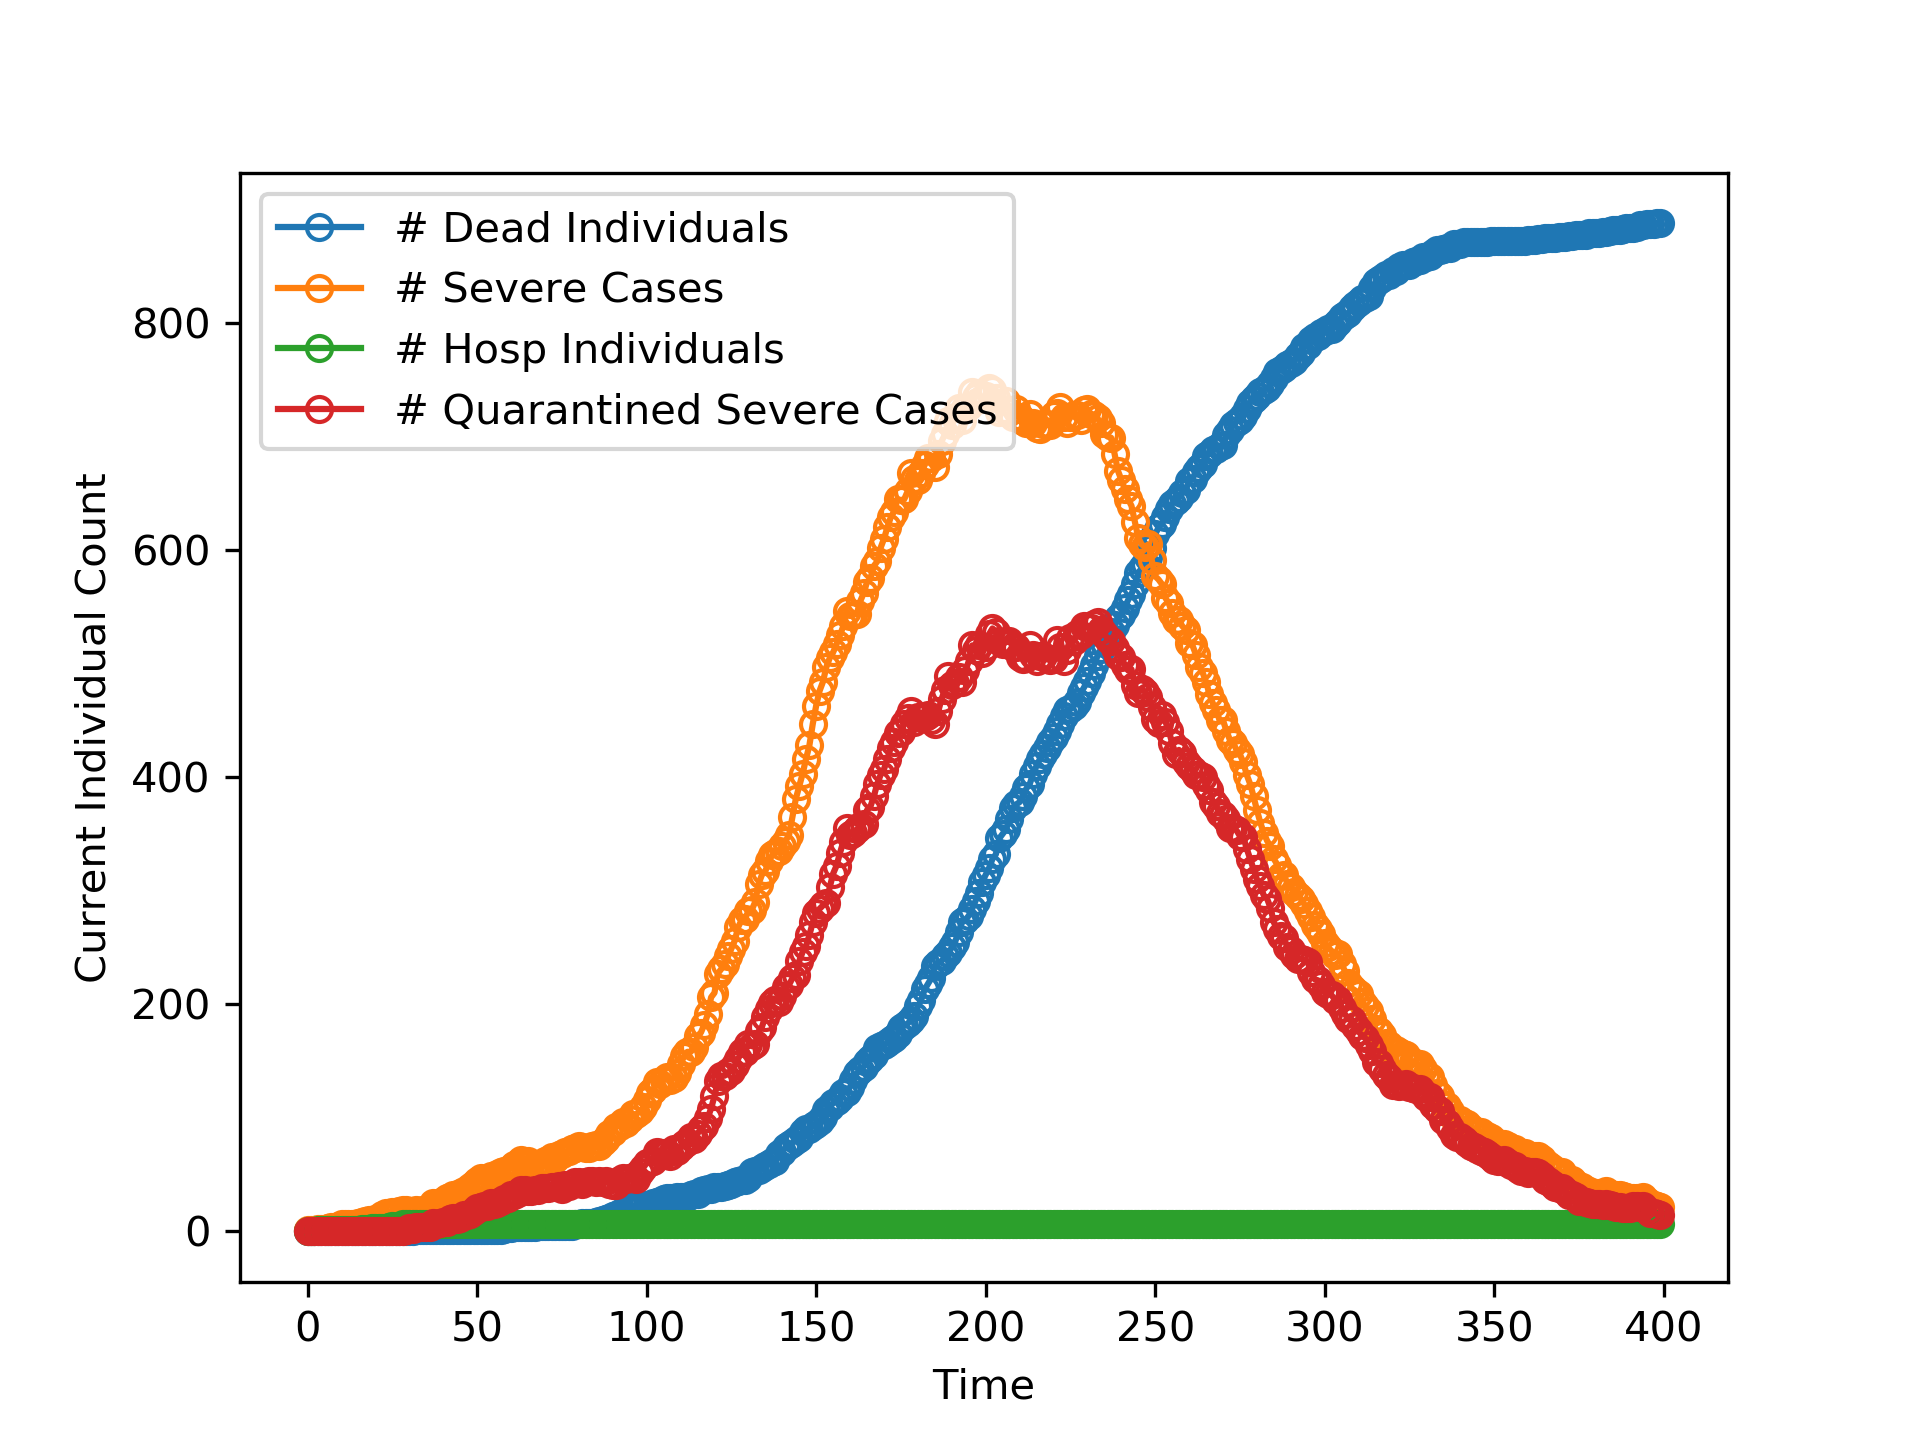 # Dead Individuals
# Severe Cases
# Hosp Individuals
# Quarantined Severe Cases
Current Individual Count
800
600
400
200
0
0 50 100 150 200 250 300 350 400
Time